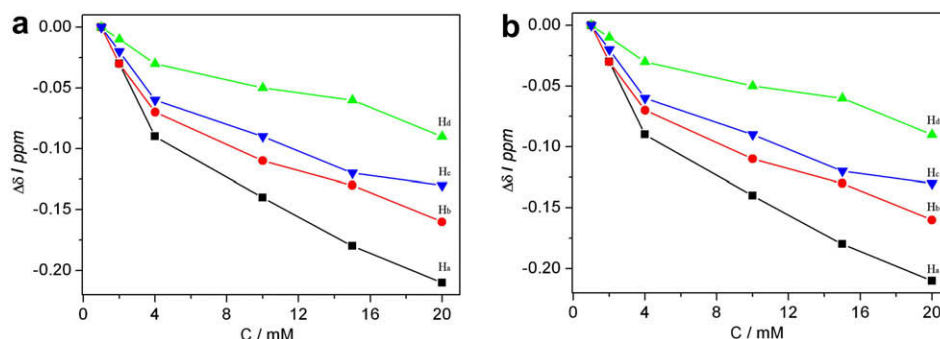 a
0.00
-0.05
-0.10
-0.15
-0.20
Δδ / ppm
Hd
Hc
Hb
Ha
0 4 8 12 16 20
C / mM
b
0.00
-0.05
-0.10
-0.15
-0.20
Δδ / ppm
Hd
Hc
Hb
Ha
0 4 8 12 16 20
C / mM